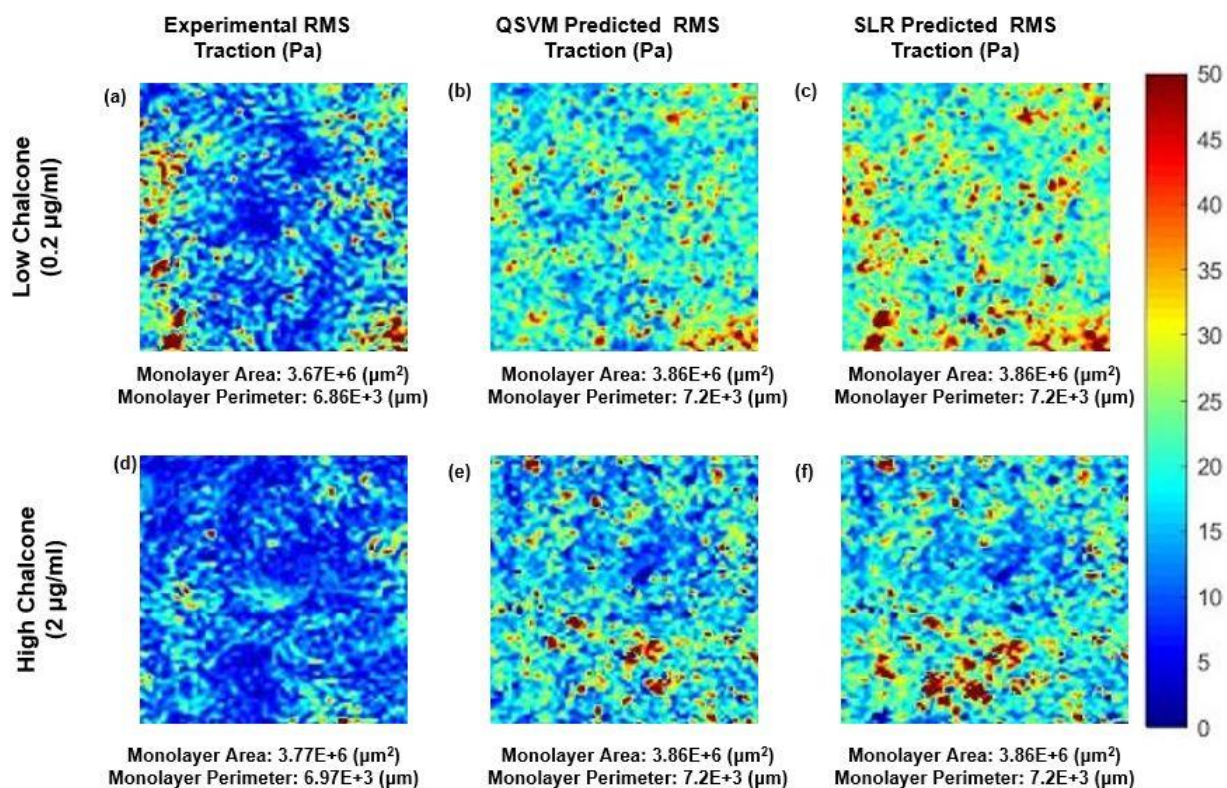 Experimental RMS
Traction (Pa)
QSVM Predicted  RMS
Traction (Pa)
SLR Predicted  RMS
Traction (Pa)
Low Chalcone
(0.2 µg/ml)
(a)
(b)
(c)
Monolayer Area: 3.67E+6 (µm²)
Monolayer Perimeter: 6.86E+3 (µm)
Monolayer Area: 3.86E+6 (µm²)
Monolayer Perimeter: 7.2E+3 (µm)
Monolayer Area: 3.86E+6 (µm²)
Monolayer Perimeter: 7.2E+3 (µm)
High Chalcone
(2 µg/ml)
(d)
(e)
(f)
Monolayer Area: 3.77E+6 (µm²)
Monolayer Perimeter: 6.97E+3 (µm)
Monolayer Area: 3.86E+6 (µm²)
Monolayer Perimeter: 7.2E+3 (µm)
Monolayer Area: 3.86E+6 (µm²)
Monolayer Perimeter: 7.2E+3 (µm)
50
45
40
35
30
25
20
15
10
5
0